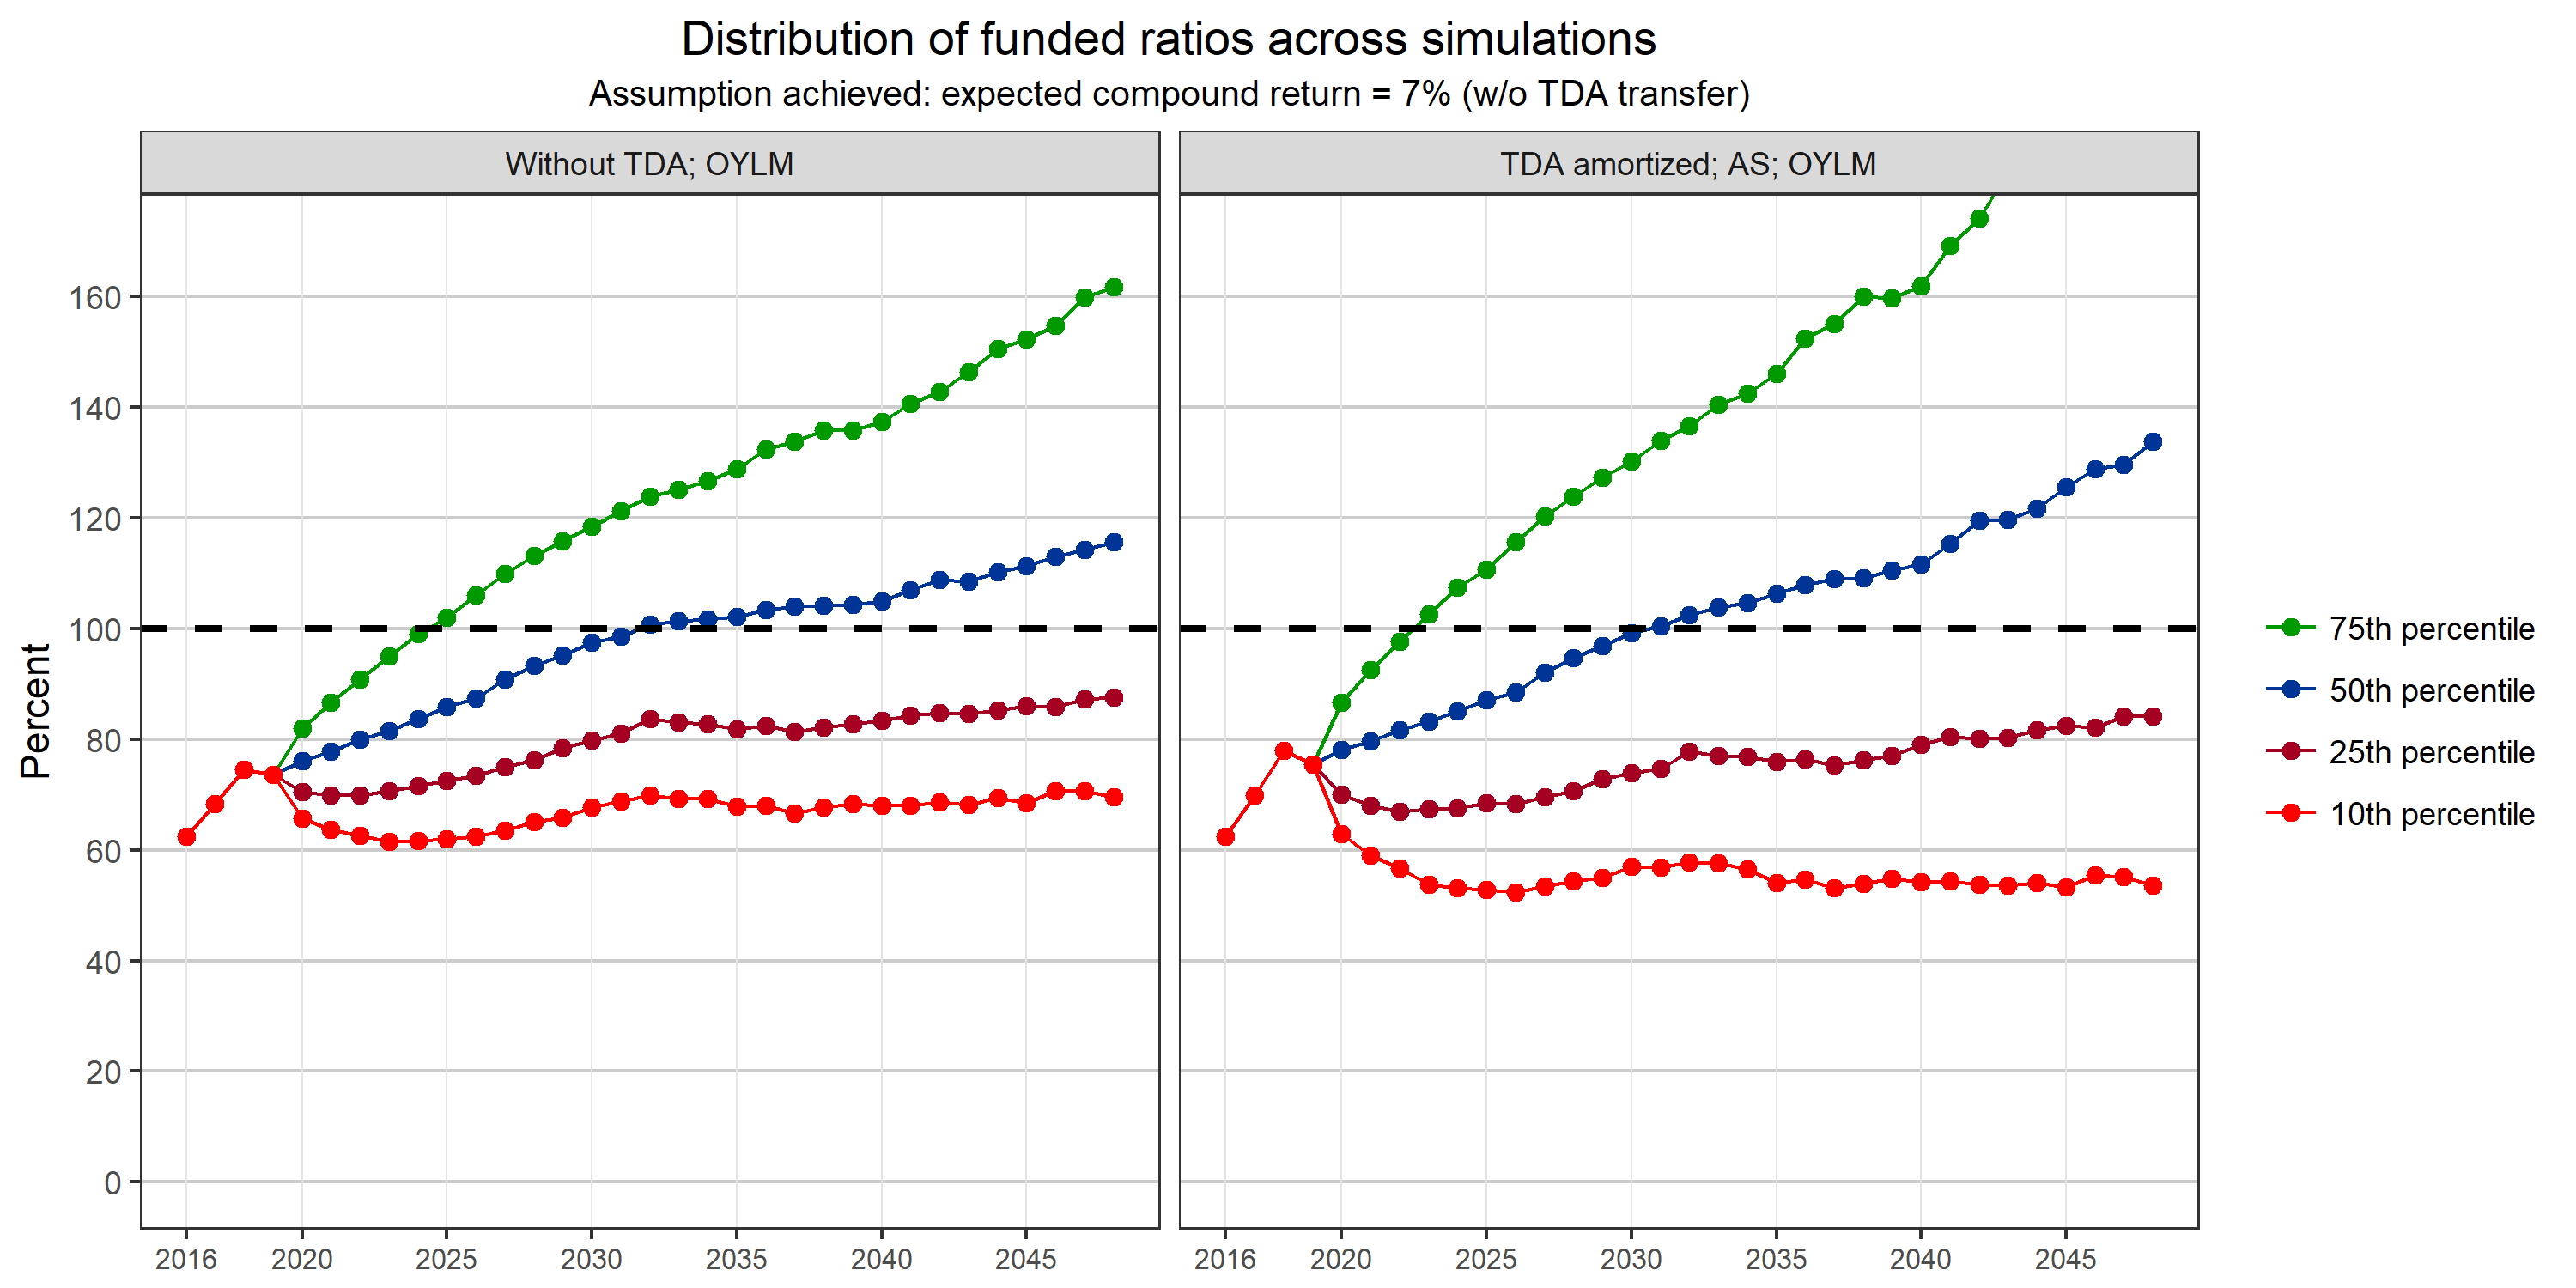 Distribution of funded ratios across simulations
Assumption achieved: expected compound return = 7% (w/o TDA transfer)
Without TDA; OYLM
TDA amortized; AS; OYLM
Percent
160
140
120
100
80
60
40
20
0
2016 2020 2025 2030 2035 2040 2045
2016 2020 2025 2030 2035 2040 2045
75th percentile
50th percentile
25th percentile
10th percentile